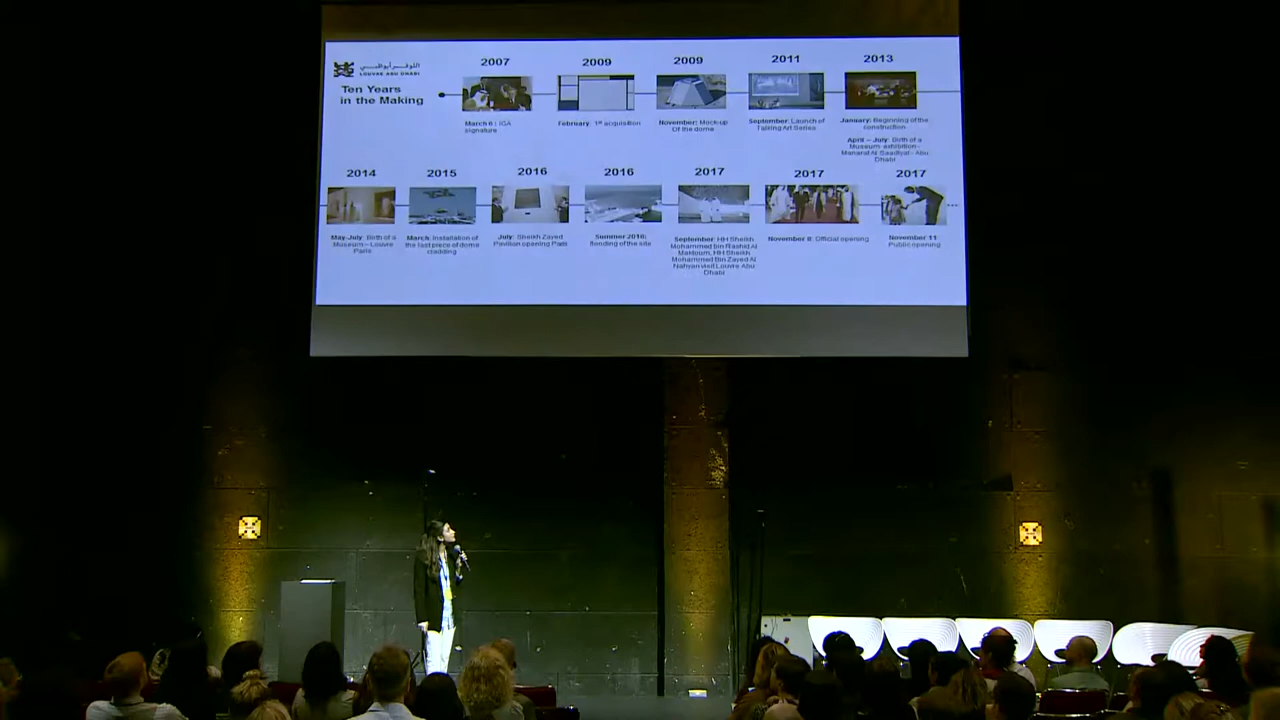 اللوفر أبوظبي
LOUVRE ABU DHABI
Ten Years
in the Making
2007
March 6 : IGA
signature
2009
February: 1st acquisition
2009
November: Mock-up
Of the dome
2011
September: Launch of
Talking Art Series
2013
January: Beginning of the
construction
April – July: Birth of a
Museum exhibition -
Manarat Al Saadiyat - Abu
Dhabi
2014
May-July: Birth of a
Museum – Louvre
Paris
2015
March: Installation of
the last piece of dome
cladding
2016
July: Sheikh Zayed
Pavilion opening Paris
2016
Summer 2016:
flooding of the site
2017
September: HH Sheikh
Mohammed bin Rashid Al
Maktoum, HH Sheikh
Mohammed Bin Zayed Al
Nahyan visit Louvre Abu
Dhabi
2017
November 8: Official opening
2017
November 11
Public opening